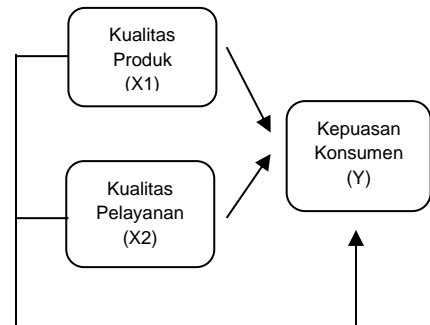 Kualitas
Produk
(X1)
Kepuasan
Konsumen
(Y)
Kualitas
Pelayanan
(X2)